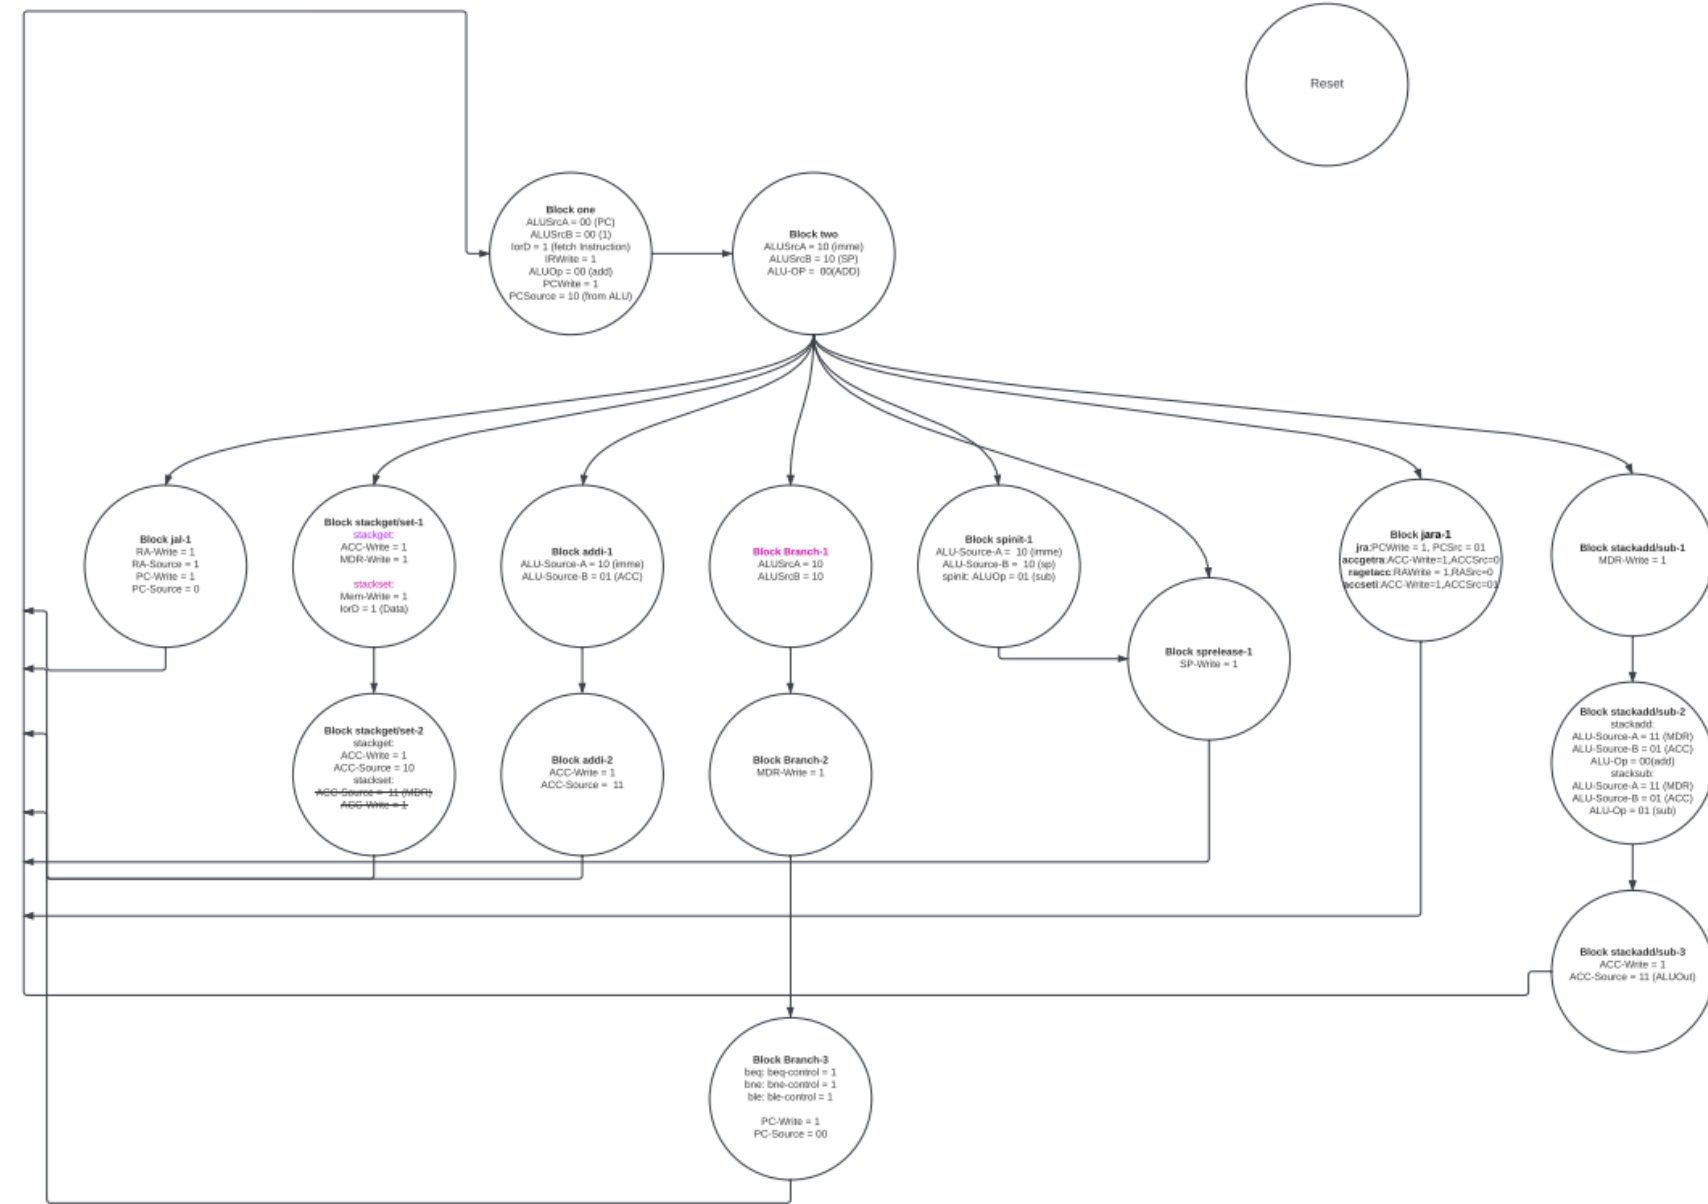 Reset
Block one
ALUSrcA = 00 (PC)
ALUSrcB = 00 (1)
IorD = 1 (fetch Instruction)
IRWrite = 1
ALUOp = 00 (add)
PCWrite = 1
PCSource = 10 (from ALU)
Block two
ALUSrcA = 10 (imme)
ALUSrcB = 10 (SP)
ALU-OP = 00(ADD)
Block jal-1
RA-Write = 1
RA-Source = 1
PC-Write = 1
PC-Source = 0
Block stackget/set-1
stackget:
ACC-Write = 1
MDR-Write = 1
stackset:
Mem-Write = 1
IorD = 1 (Data)
Block addi-1
ALU-Source-A = 10 (imme)
ALU-Source-B = 01 (ACC)
Block Branch-1
ALUSrcA = 10
ALUSrcB = 10
Block spinit-1
ALU-Source-A = 10 (imme)
ALU-Source-B = 10 (sp)
spinit: ALUOp = 01 (sub)
Block sprelease-1
SP-Write = 1
Block jara-1
jra:PCWrite = 1, PCSrc = 01
accgetra:ACC-Write=1,ACCSrc=0
ragetacc:RAWrite = 1,RASrc=0
accseti:ACC-Write=1,ACCSrc=01
Block stackadd/sub-1
MDR-Write = 1
Block stackget/set-2
stackget:
ACC-Write = 1
ACC-Source = 10
stackset:
ACC-Source = 11 (MDR)
ACC-Write = 1
Block addi-2
ACC-Write = 1
ACC-Source = 11
Block Branch-2
MDR-Write = 1
Block stackadd/sub-2
stackadd:
ALU-Source-A = 11 (MDR)
ALU-Source-B = 01 (ACC)
ALU-Op = 00(add)
stacksub:
ALU-Source-A = 11 (MDR)
ALU-Source-B = 01 (ACC)
ALU-Op = 01 (sub)
Block stackadd/sub-3
ACC-Write = 1
ACC-Source = 11 (ALUOut)
Block Branch-3
beq: beq-control = 1
bne: bne-control = 1
ble: ble-control = 1
PC-Write = 1
PC-Source = 00